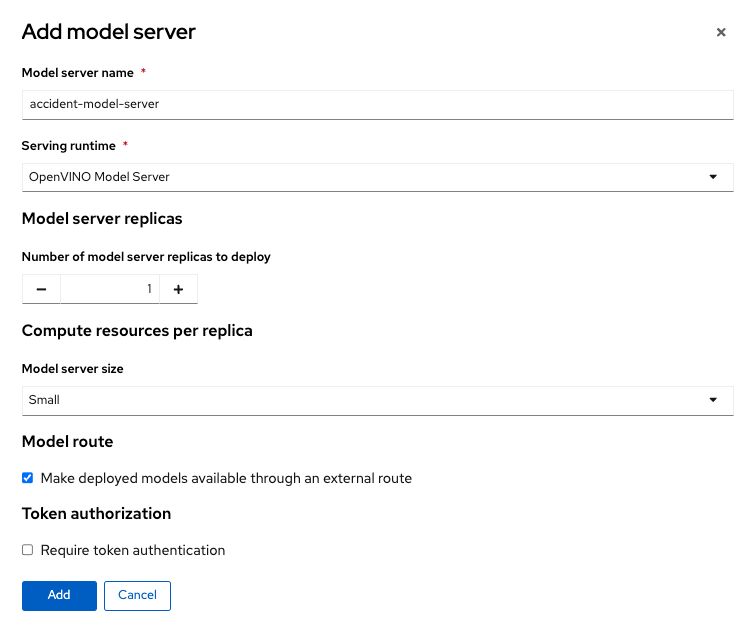 Add model server
Model server name *
accident-model-server
Serving runtime *
OpenVINO Model Server
Model server replicas
Number of model server replicas to deploy
1
Compute resources per replica
Model server size
Small
Model route
Make deployed models available through an external route
Token authorization
Require token authentication
Add Cancel